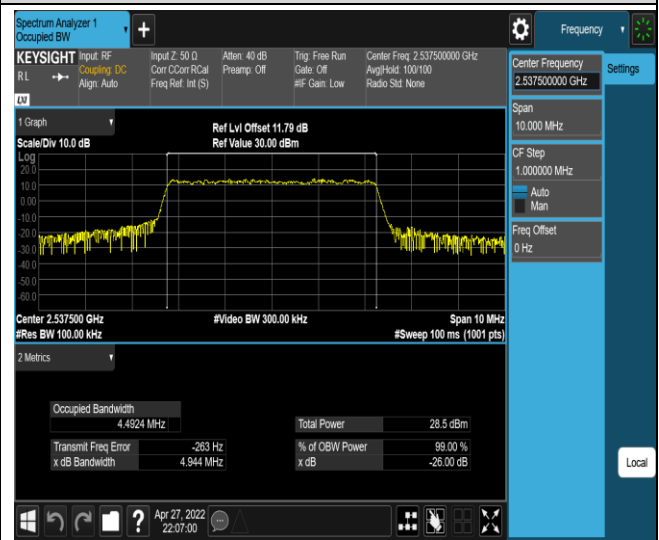 Spectrum Analyzer 1
Occupied BW
+
Frequency
KEYSIGHT
Input: RF
Input Z: 50 Ω
Atten: 40 dB
Trig: Free Run
Center Freq: 2.537500000 GHz
RL
Coupling: DC
Corr CCorr RCal
Preamp: Off
Gate: Off
Avg|Hold: 100/100
Align: Auto
Freq Ref: Int (S)
#IF Gain: Low
Radio Std: None
LXI
Center Frequency
2.537500000 GHz
Settings
Span
10.000 MHz
CF Step
1.000000 MHz
Auto
Man
Freq Offset
0 Hz
1 Graph
Ref Lvl Offset 11.79 dB
Scale/Div 10.0 dB
Ref Value 30.00 dBm
Log
20.0
10.0
0.00
-10.0
-20.0
-30.0
-40.0
-50.0
-60.0
Center 2.537500 GHz
#Video BW 300.00 kHz
Span 10 MHz
#Res BW 100.00 kHz
#Sweep 100 ms (1001 pts)
2 Metrics
Occupied Bandwidth
4.4924 MHz
Total Power 28.5 dBm
Transmit Freq Error -263 Hz
% of OBW Power 99.00 %
x dB Bandwidth 4.944 MHz
x dB -26.00 dB
Local
?
Apr 27, 2022
22:07:00